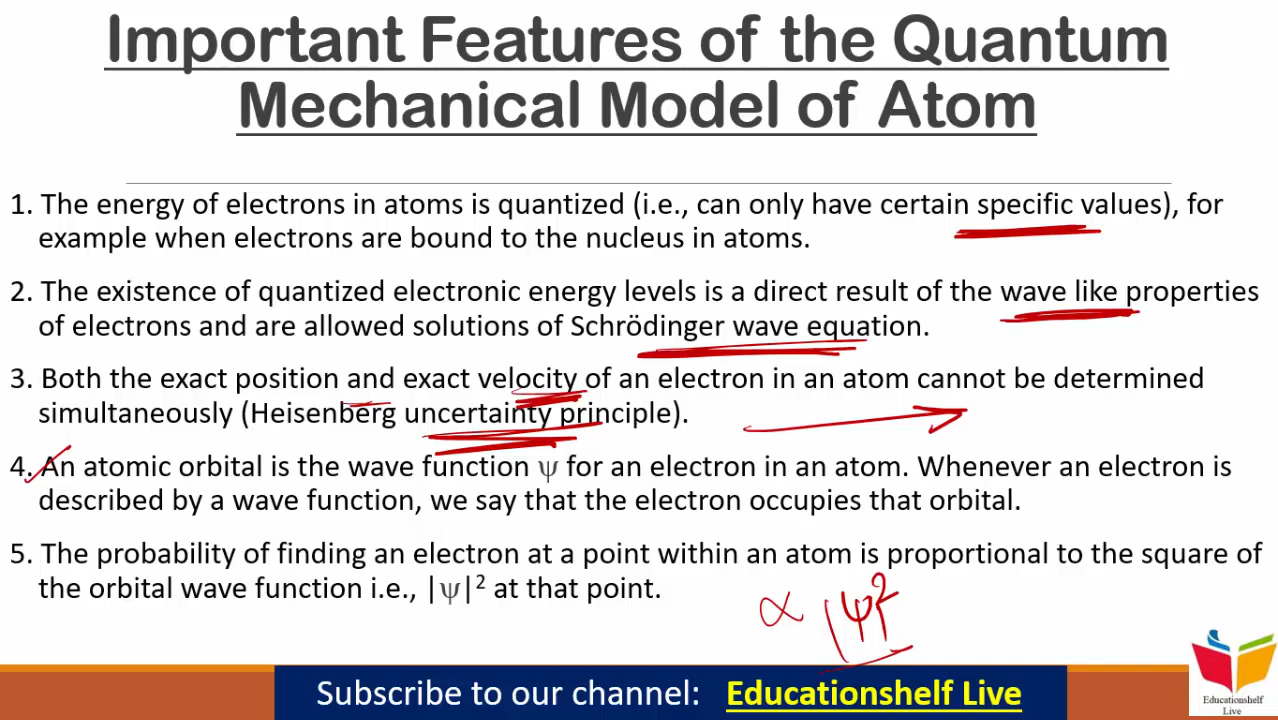 Important Features of the Quantum
Mechanical Model of Atom
1. The energy of electrons in atoms is quantized (i.e., can only have certain specific values), for
example when electrons are bound to the nucleus in atoms.
2. The existence of quantized electronic energy levels is a direct result of the wave like properties
of electrons and are allowed solutions of Schrödinger wave equation.
3. Both the exact position and exact velocity of an electron in an atom cannot be determined
simultaneously (Heisenberg uncertainty principle).
4. An atomic orbital is the wave function ψ for an electron in an atom. Whenever an electron is
described by a wave function, we say that the electron occupies that orbital.
5. The probability of finding an electron at a point within an atom is proportional to the square of
the orbital wave function i.e., |ψ|² at that point.
∝ |ψ|²
Subscribe to our channel: Educationshelf Live
Educationshelf
Live